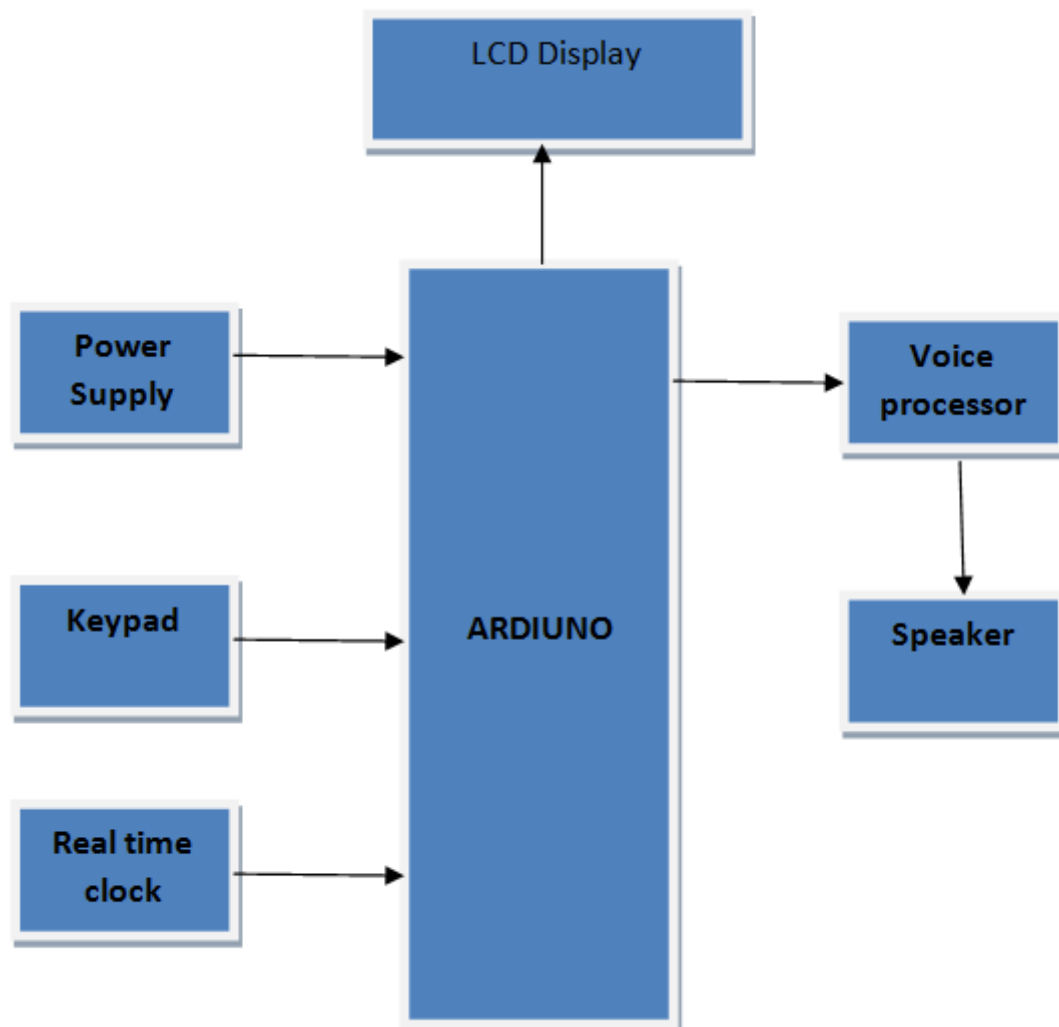 LCD Display
Power
Supply
Voice
processor
Keypad
ARDIUNO
Speaker
Real time
clock